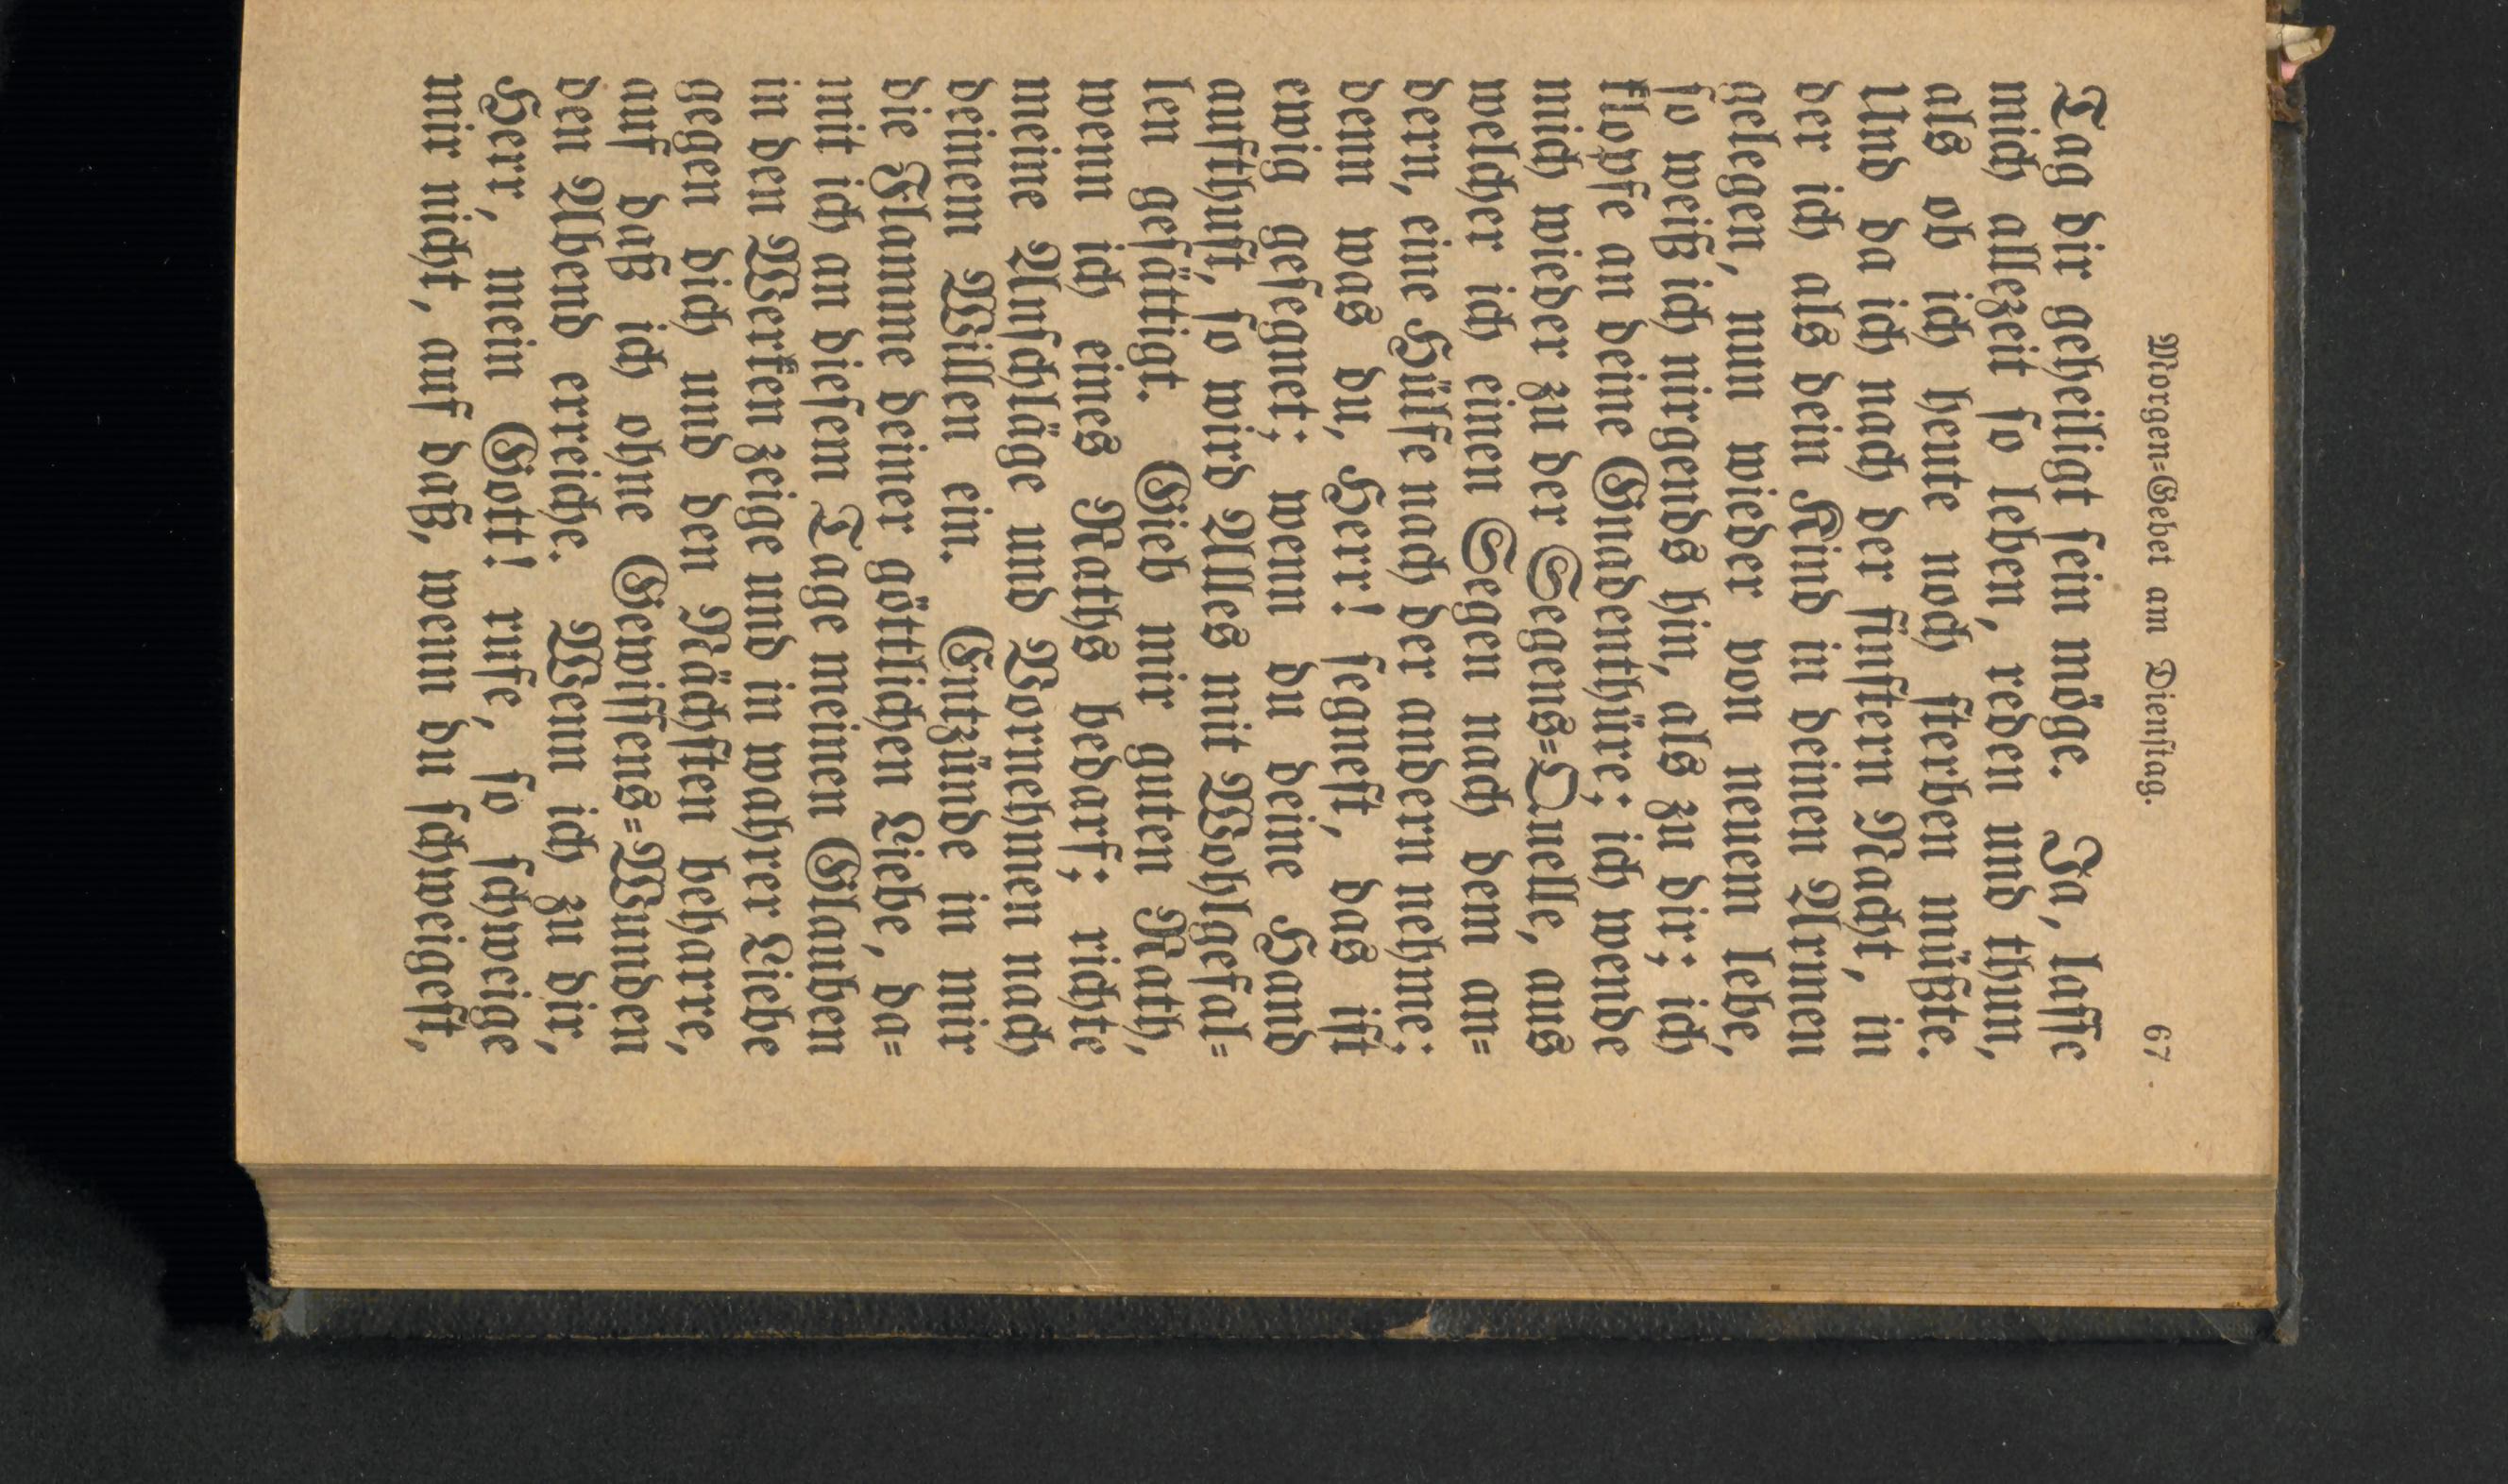 Morgen=Gebet am Dienstag. 67
Tag dir geheiligt sein möge. Ja, lasse
mich allezeit so leben, reden und thun,
als ob ich heute noch sterben müßte.
Und da ich nach der finstern Nacht, in
der ich als dein Kind in deinen Armen
gelegen, nun wieder von neuem lebe,
so weiß ich nirgends hin, als zu dir; ich
klopfe an deine Gnadenthüre; ich wende
mich wieder zu der Segens=Quelle, aus
welcher ich einen Segen nach dem an=
dern, eine Hülfe nach der andern nehme;
denn was du, Herr! segnest, das ist
ewig gesegnet; wenn du deine Hand
aufthust, so wird Alles mit Wohlgefal=
len gesättigt. Gieb mir guten Rath,
wenn ich eines Raths bedarf; richte
meine Anschläge und Vornehmen nach
deinem Willen ein. Entzünde in mir
die Flamme deiner göttlichen Liebe, da=
mit ich an diesem Tage meinen Glauben
in den Werken zeige und in wahrer Liebe
gegen dich und den Nächsten beharre,
auf daß ich ohne Gewissens=Wunden
den Abend erreiche. Wenn ich zu dir,
Herr, mein Gott! rufe, so schweige
mir nicht, auf daß, wenn du schweigest,